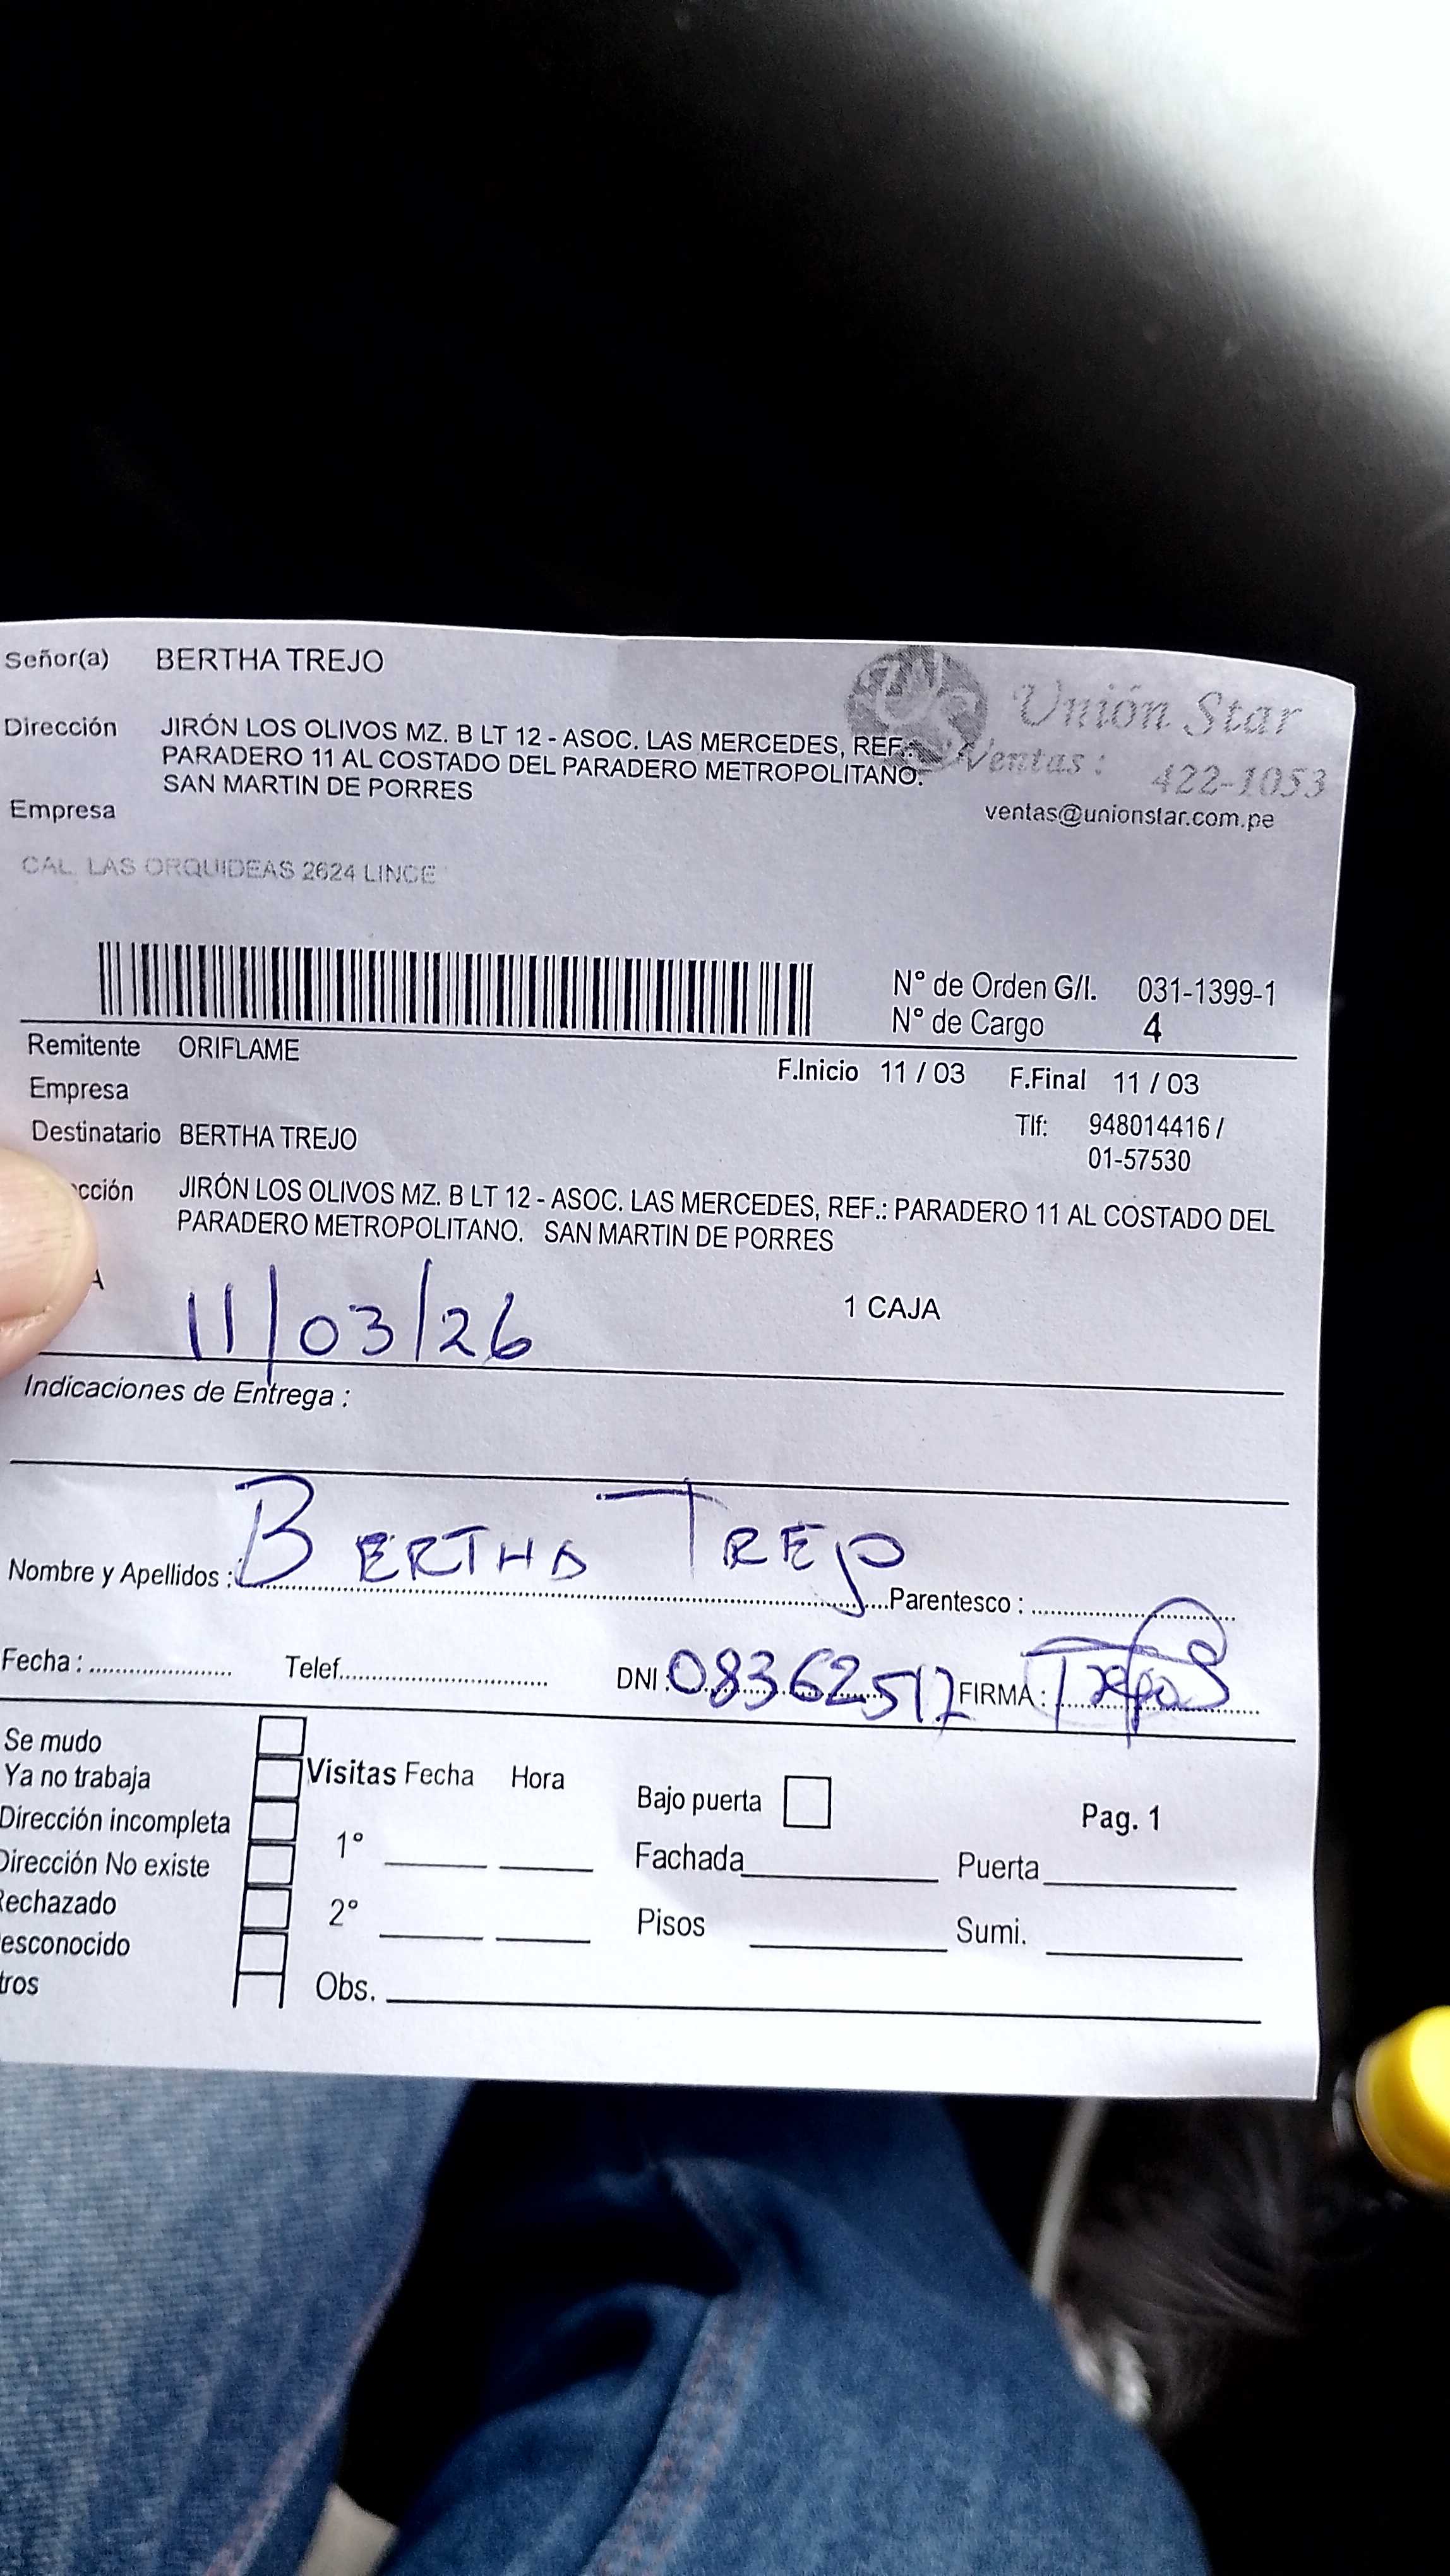 Señor(a) BERTHA TREJO
Unión Star
Dirección JIRÓN LOS OLIVOS MZ. B LT 12 - ASOC. LAS MERCEDES, REF.:
PARADERO 11 AL COSTADO DEL PARADERO METROPOLITANO.
SAN MARTIN DE PORRES
Ventas: 422-1053
Empresa
ventas@unionstar.com.pe
CAL. LAS ORQUIDEAS 2624 LINCE
N° de Orden G/I. 031-1399-1
N° de Cargo 4
Remitente ORIFLAME
F.Inicio 11 / 03 F.Final 11 / 03
Empresa
Tlf: 948014416 /
01-57530
Destinatario BERTHA TREJO
cción JIRÓN LOS OLIVOS MZ. B LT 12 - ASOC. LAS MERCEDES, REF.: PARADERO 11 AL COSTADO DEL
PARADERO METROPOLITANO. SAN MARTIN DE PORRES
A
11/03/26
1 CAJA
Indicaciones de Entrega :
Nombre y Apellidos : BERTHA TREJO Parentesco :
Fecha : Telef. DNI : 08362512 FIRMA :
Se mudo
Ya no trabaja
Dirección incompleta
Dirección No existe
Rechazado
esconocido
tros
Visitas Fecha Hora
1°
2°
Obs.
Bajo puerta
Pag. 1
Fachada Puerta
Pisos Sumi.